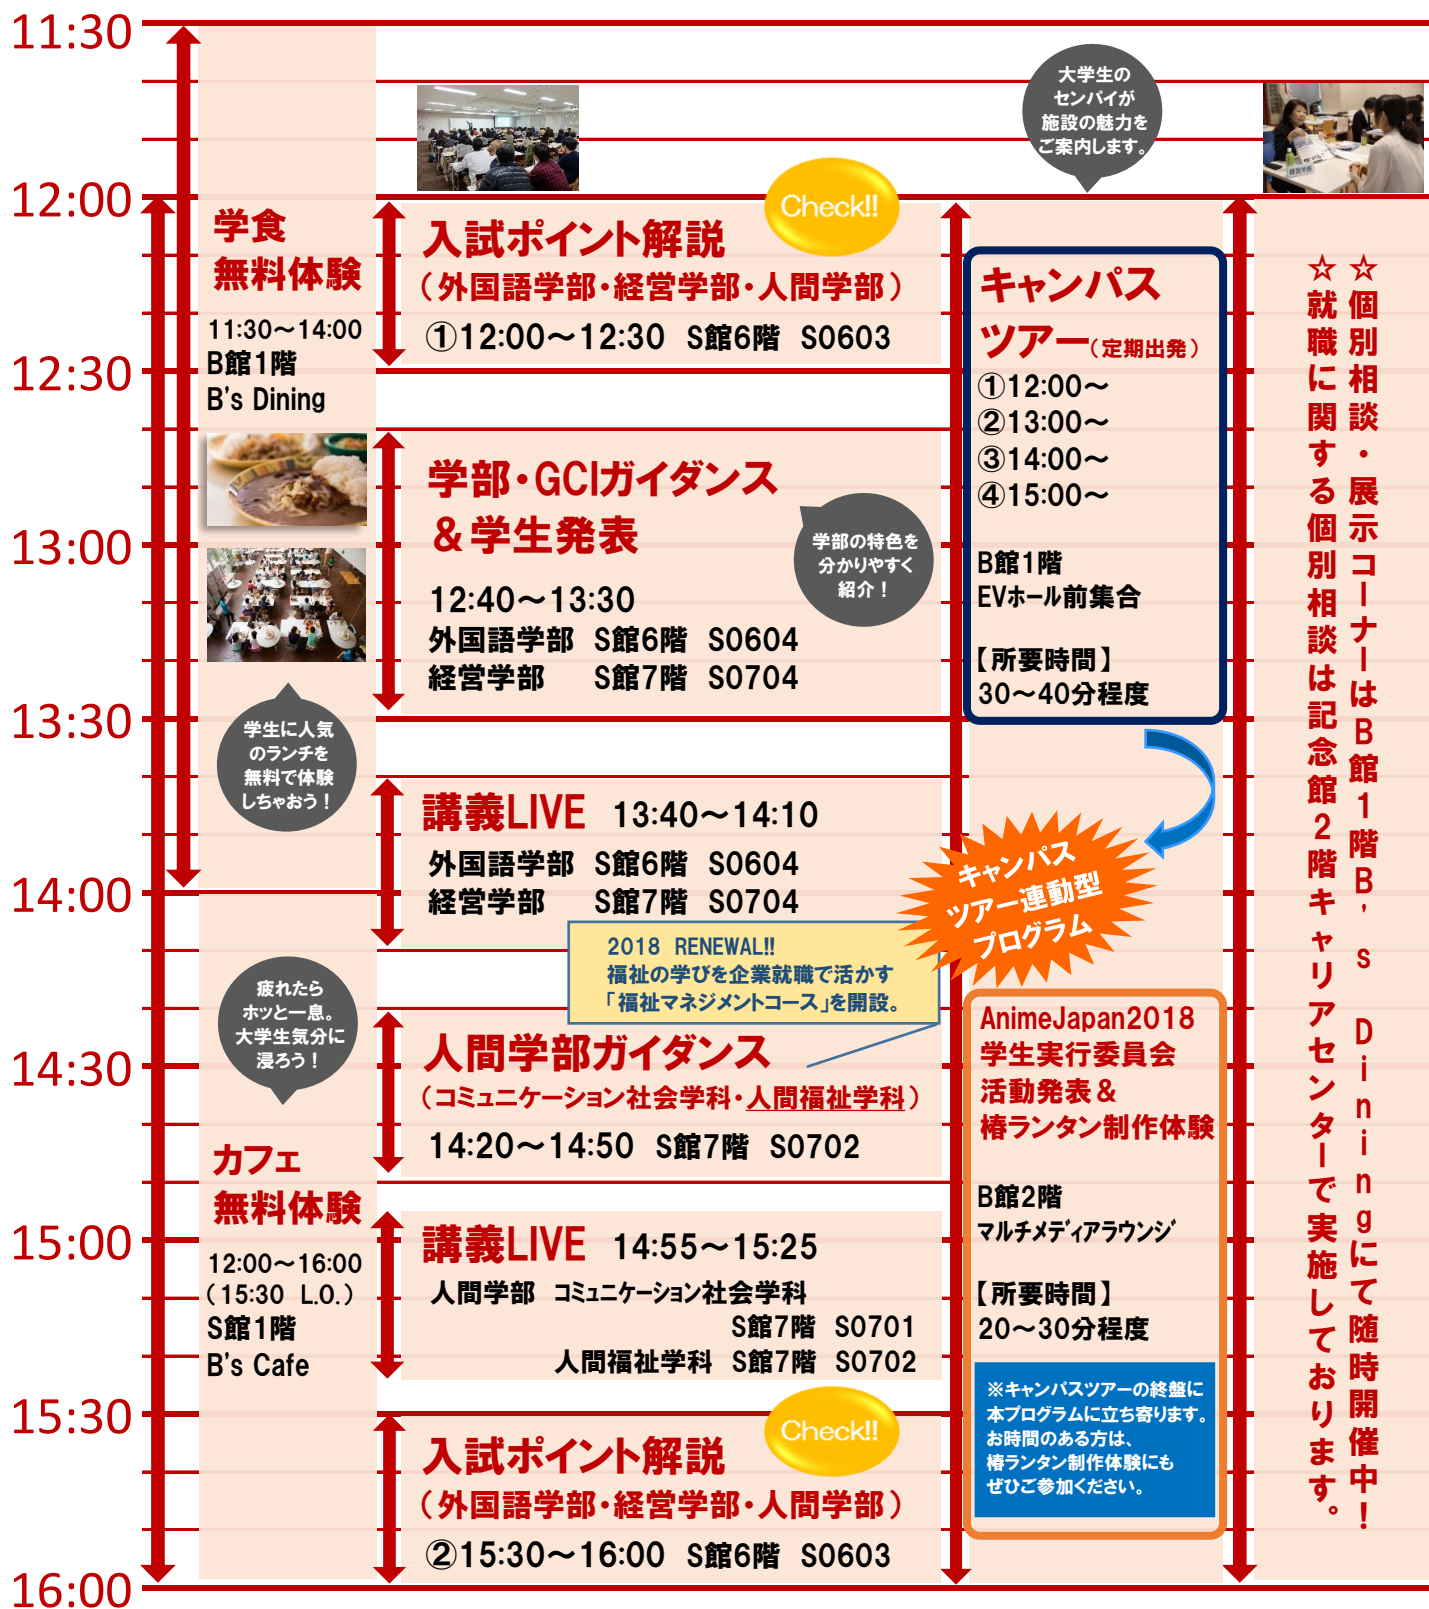 11:30
12:00
12:30
13:00
13:30
14:00
14:30
15:00
15:30
16:00
学食
無料体験
11:30～14:00
B館1階
B's Dining
学生に人気
のランチを
無料で体験
しちゃおう！
疲れたら
ホッと一息。
大学生気分に
浸ろう！
カフェ
無料体験
12:00～16:00
（15:30 L.O.）
S館1階
B's Cafe
Check!!
入試ポイント解説
（外国語学部・経営学部・人間学部）
①12:00～12:30 S館6階 S0603
学部・GCIガイダンス
＆学生発表
学部の特色を
分かりやすく
紹介！
12:40～13:30
外国語学部 S館6階 S0604
経営学部 S館7階 S0704
講義LIVE 13:40～14:10
外国語学部 S館6階 S0604
経営学部 S館7階 S0704
2018 RENEWAL!!
福祉の学びを企業就職で活かす
「福祉マネジメントコース」を開設。
人間学部ガイダンス
（コミュニケーション社会学科・人間福祉学科）
14:20～14:50 S館7階 S0702
講義LIVE 14:55～15:25
人間学部 コミュニケーション社会学科
S館7階 S0701
人間福祉学科 S館7階 S0702
Check!!
入試ポイント解説
（外国語学部・経営学部・人間学部）
②15:30～16:00 S館6階 S0603
大学生の
センパイが
施設の魅力を
ご案内します。
キャンパス
ツアー（定期出発）
①12:00～
②13:00～
③14:00～
④15:00～
B館1階
EVホール前集合
【所要時間】
30～40分程度
キャンパス
ツアー連動型
プログラム
AnimeJapan2018
学生実行委員会
活動発表＆
椿ランタン制作体験
B館2階
マルチメディアラウンジ
【所要時間】
20～30分程度
※キャンパスツアーの終盤に
本プログラムに立ち寄ります。
お時間のある方は、
椿ランタン制作体験にも
ぜひご参加ください。
☆個別相談・展示コーナーはB館1階B's Diningにて随時開催中！
☆就職に関する個別相談は記念館2階キャリアセンターで実施しております。